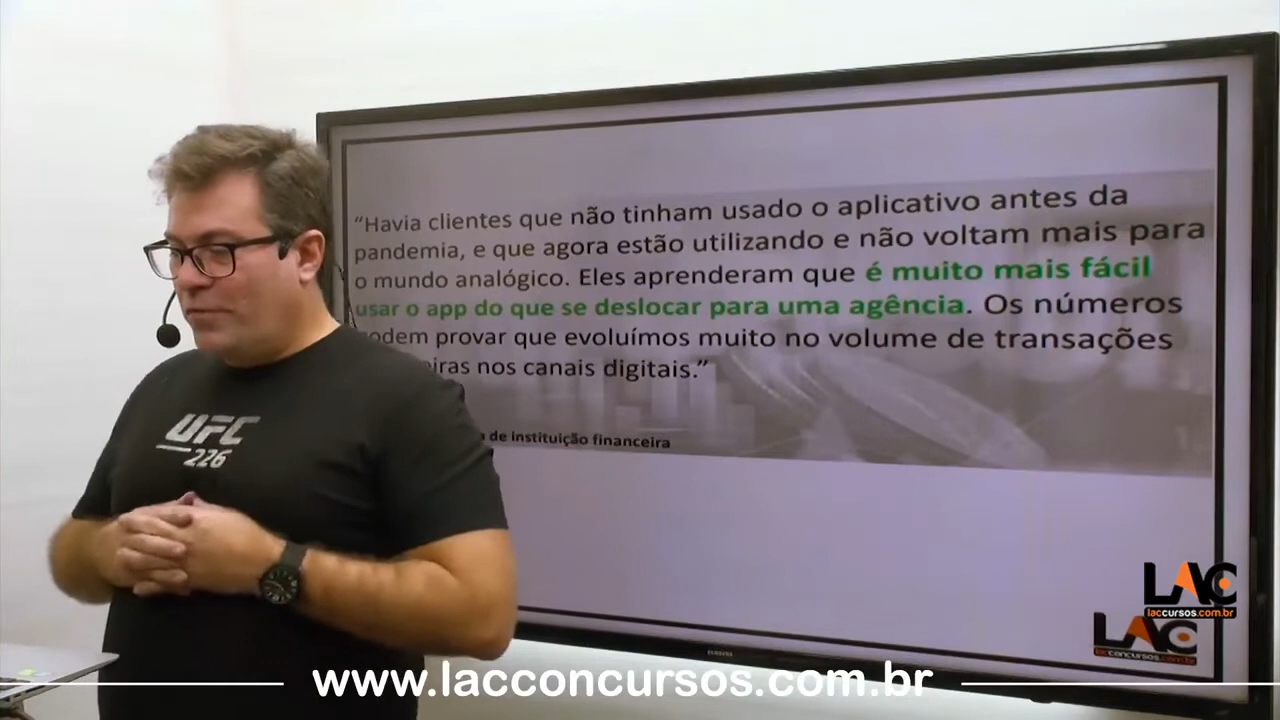 “Havia clientes que não tinham usado o aplicativo antes da
pandemia, e que agora estão utilizando e não voltam mais para
o mundo analógico. Eles aprenderam que é muito mais fácil
usar o app do que se deslocar para uma agência. Os números
podem provar que evoluímos muito no volume de transações
nos canais digitais.”
de instituição financeira
UFC
226
LAC
laccursos.com.br
LAC
lacconcursos.com.br
www.lacconcursos.com.br